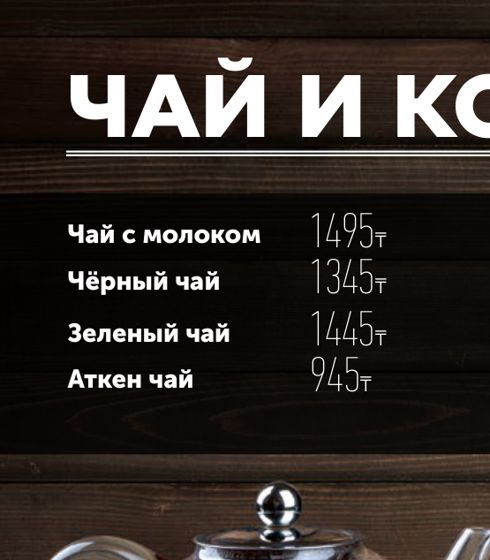 ЧАЙ И КО
Чай с молоком 1495₸
Чёрный чай 1345₸
Зеленый чай 1445₸
Аткен чай 945₸